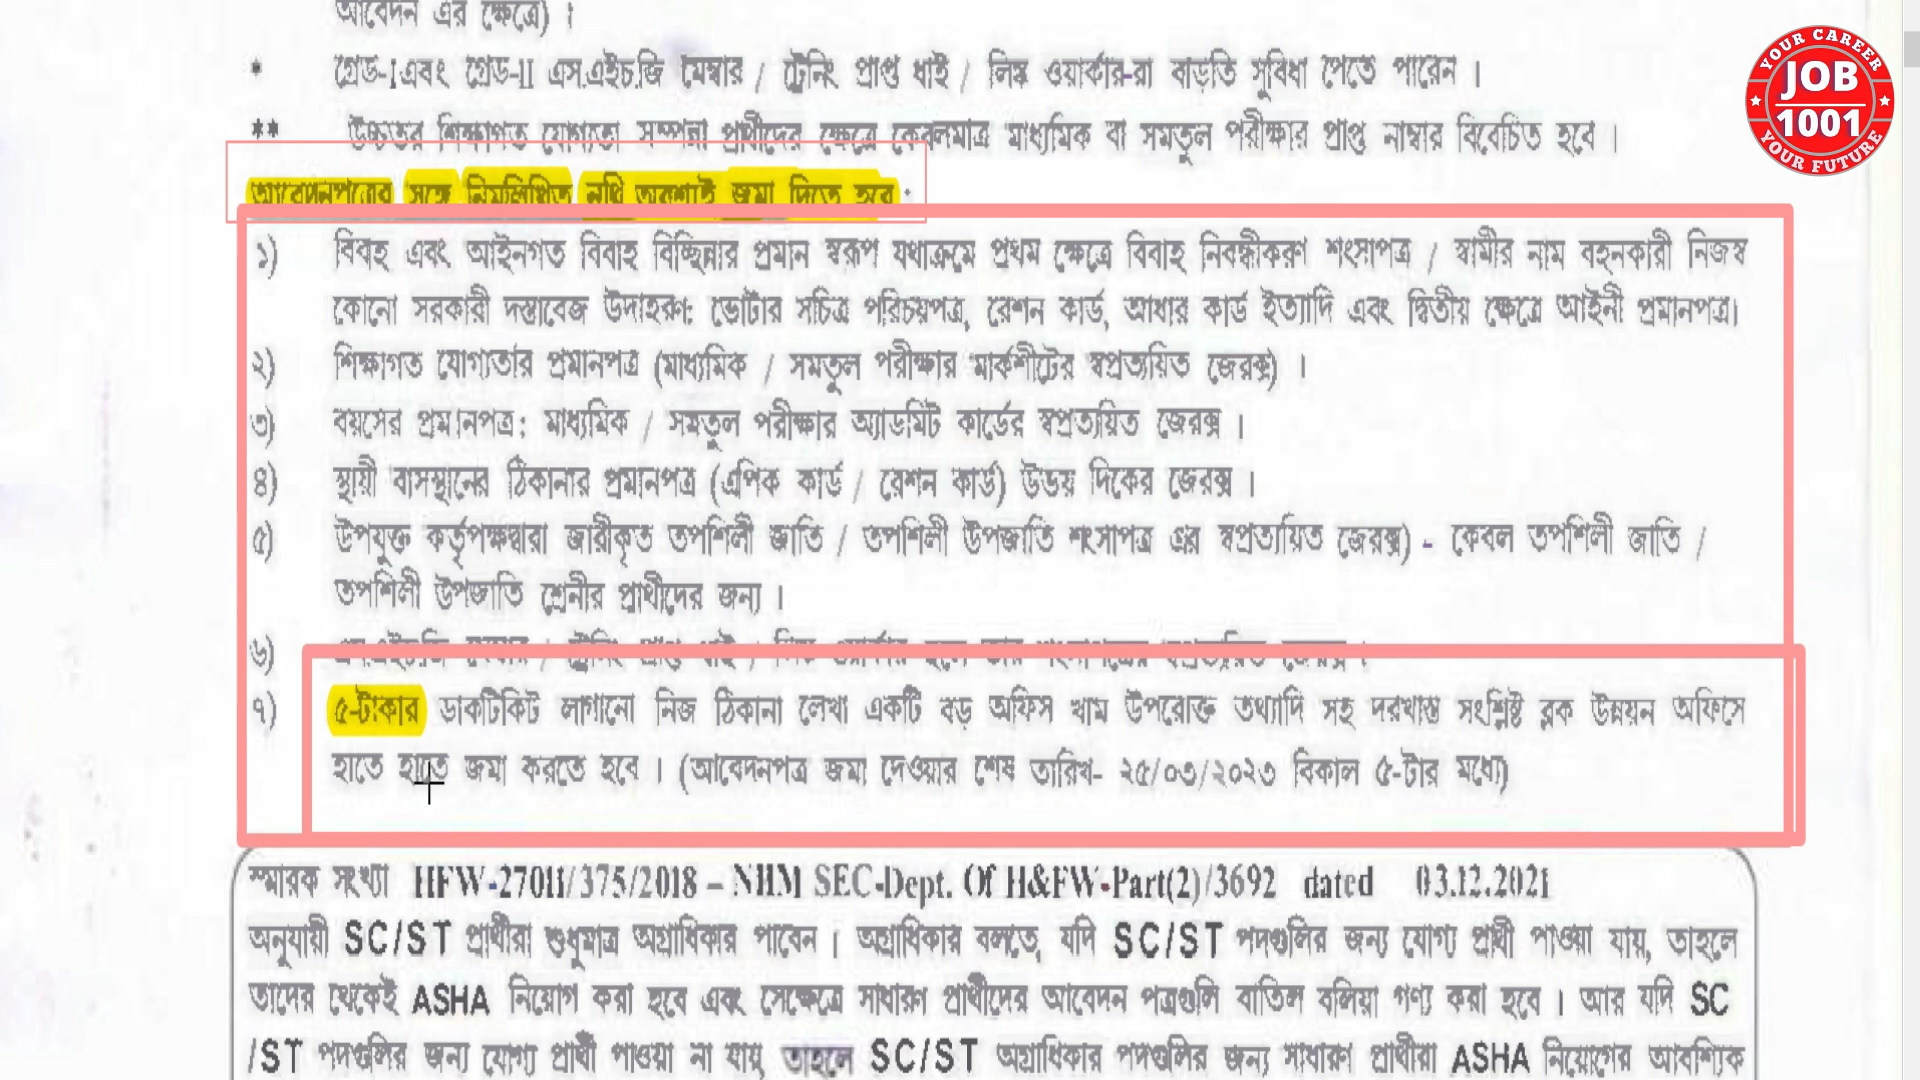 আবেদন এর ক্ষেত্রে) ।
* গ্রেড-I এবং গ্রেড-II এস.এইচ.জি মেম্বার / ট্রেনিং প্রাপ্ত ধাই / লিঙ্ক ওয়ার্কার-রা বাড়তি সুবিধা পেতে পারেন ।
** উচ্চতর শিক্ষাগত যোগ্যতা সম্পন্না প্রার্থীদের ক্ষেত্রে কেবলমাত্র মাধ্যমিক বা সমতুল পরীক্ষার প্রাপ্ত নাম্বার বিবেচিত হবে ।
আবেদনপত্রের সঙ্গে নিম্নলিখিত নথি অবশ্যই জমা দিতে হবে :
১) বিবহ এবং আইনগত বিবাহ বিচ্ছিন্নার প্রমান স্বরূপ যথাক্রমে প্রথম ক্ষেত্রে বিবাহ নিবন্ধীকরণ শংসাপত্র / স্বামীর নাম বহনকারী নিজস্ব
কোনো সরকারী দস্তাবেজ উদাহরণ: ভোটার সচিত্র পরিচয়পত্র, রেশন কার্ড, আধার কার্ড ইত্যাদি এবং দ্বিতীয় ক্ষেত্রে আইনী প্রমানপত্র।
২) শিক্ষাগত যোগ্যতার প্রমানপত্র (মাধ্যমিক / সমতুল পরীক্ষার মার্কশীটের স্বপ্রত্যয়িত জেরক্স) ।
৩) বয়সের প্রমানপত্র: মাধ্যমিক / সমতুল পরীক্ষার অ্যাডমিট কার্ডের স্বপ্রত্যয়িত জেরক্স ।
৪) স্থায়ী বাসস্থানের ঠিকানার প্রমানপত্র (এপিক কার্ড / রেশন কার্ড) উভয় দিকের জেরক্স ।
৫) উপযুক্ত কর্তৃপক্ষদ্বারা জারীকৃত তপশিলী জাতি / তপশিলী উপজাতি শংসাপত্র এর স্বপ্রত্যয়িত জেরক্স) - কেবল তপশিলী জাতি /
তপশিলী উপজাতি শ্রেনীর প্রার্থীদের জন্য ।
৬)
৭) ৫-টাকার ডাকটিকিট লাগানো নিজ ঠিকানা লেখা একটি বড় অফিস খাম উপরোক্ত তথ্যাদি সহ দরখাস্ত সংশ্লিষ্ট ব্লক উন্নয়ন অফিসে
হাতে হাতে জমা করতে হবে । (আবেদনপত্র জমা দেওয়ার শেষ তারিখ- ২৫/০৩/২০২৩ বিকাল ৫-টার মধ্যে)
স্মারক সংখ্যা HFW-27011/375/2018 – NHM SEC-Dept. Of H&FW-Part(2)/3692 dated 03.12.2021
অনুযায়ী SC/ST প্রার্থীরা শুধুমাত্র অগ্রাধিকার পাবেন । অগ্রাধিকার বলতে, যদি SC/ST পদগুলির জন্য যোগ্য প্রার্থী পাওয়া যায়, তাহলে
তাদের থেকেই ASHA নিয়োগ করা হবে এবং সেক্ষেত্রে সাধারণ প্রার্থীদের আবেদন পত্রগুলি বাতিল বলিয়া গণ্য করা হবে । আর যদি SC
/ST পদগুলির জন্য যোগ্য প্রার্থী পাওয়া না যায়, তাহলে SC/ST অগ্রাধিকার পদগুলির জন্য সাধারণ প্রার্থীরা ASHA নিয়োগের আবশ্যিক
YOUR CAREER
JOB
1001
YOUR FUTURE